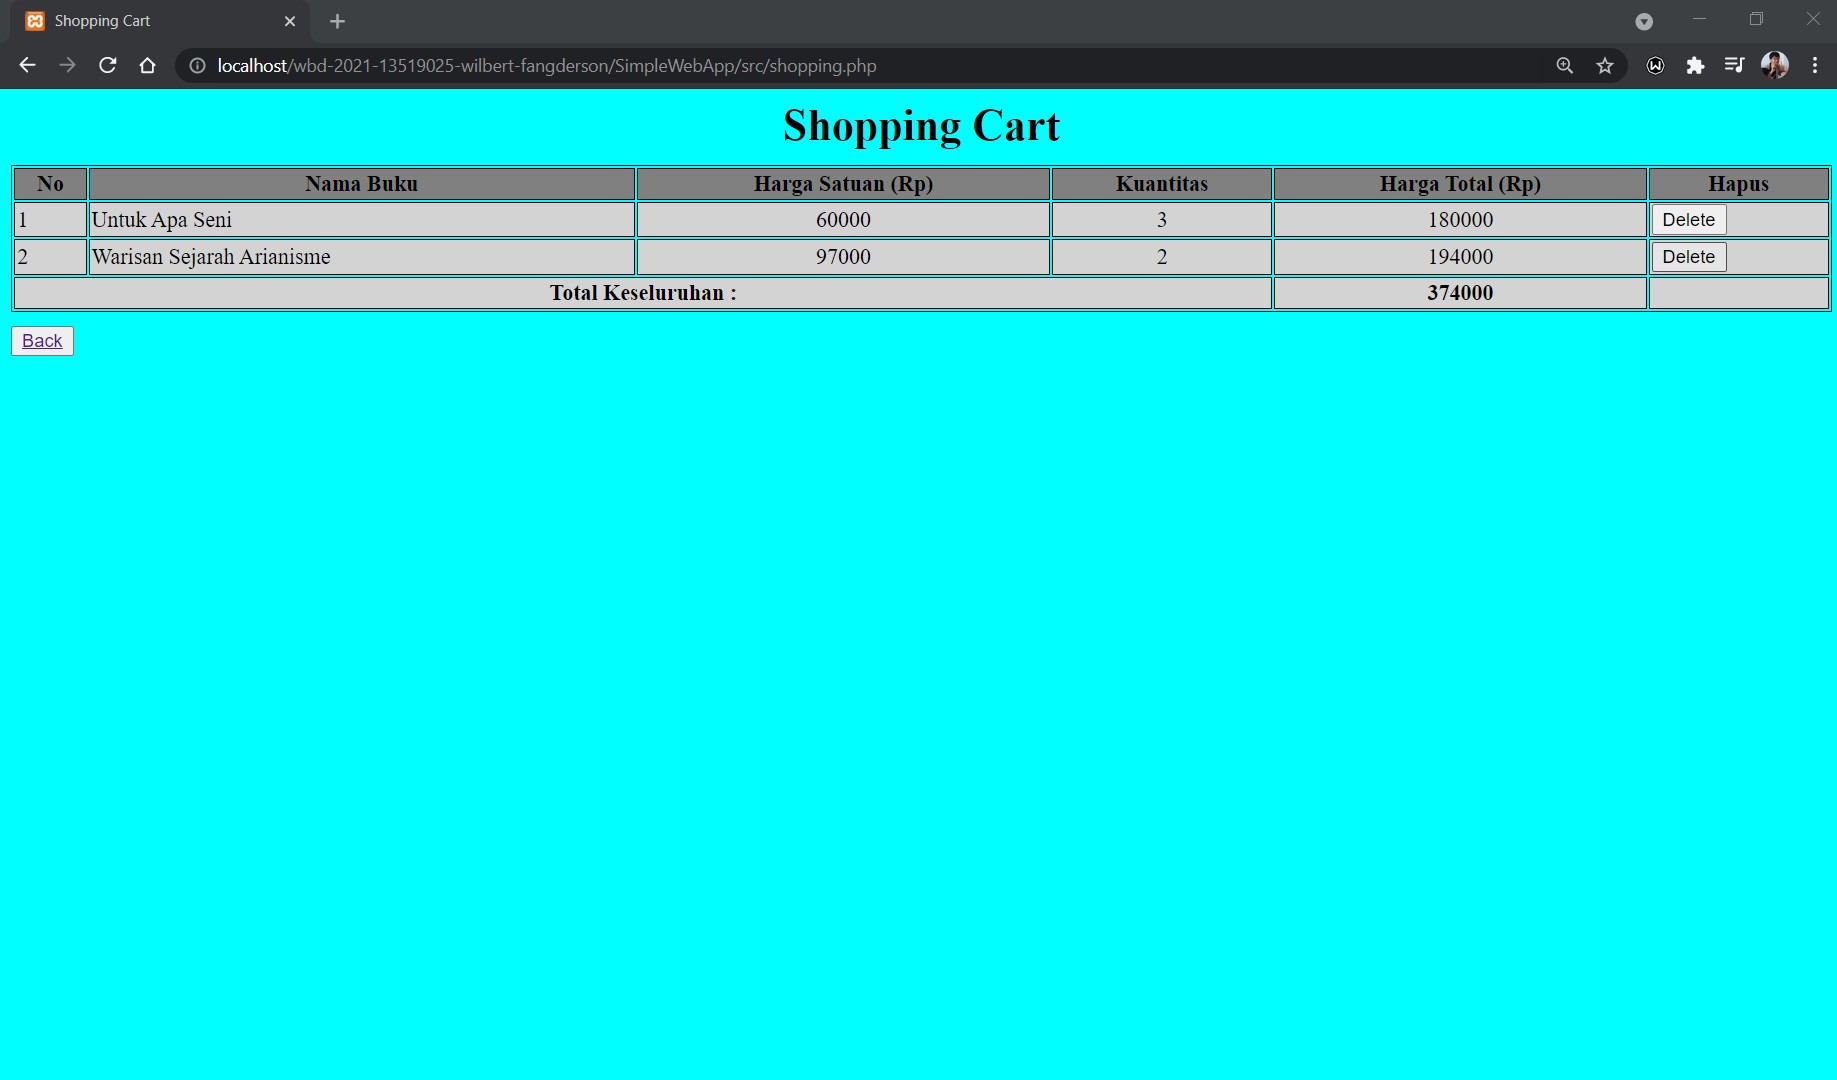 Shopping Cart
localhost/wbd-2021-13519025-wilbert-fangderson/SimpleWebApp/src/shopping.php
Shopping Cart
No Nama Buku Harga Satuan (Rp) Kuantitas Harga Total (Rp) Hapus
1 Untuk Apa Seni 60000 3 180000 Delete
2 Warisan Sejarah Arianisme 97000 2 194000 Delete
Total Keseluruhan : 374000
Back